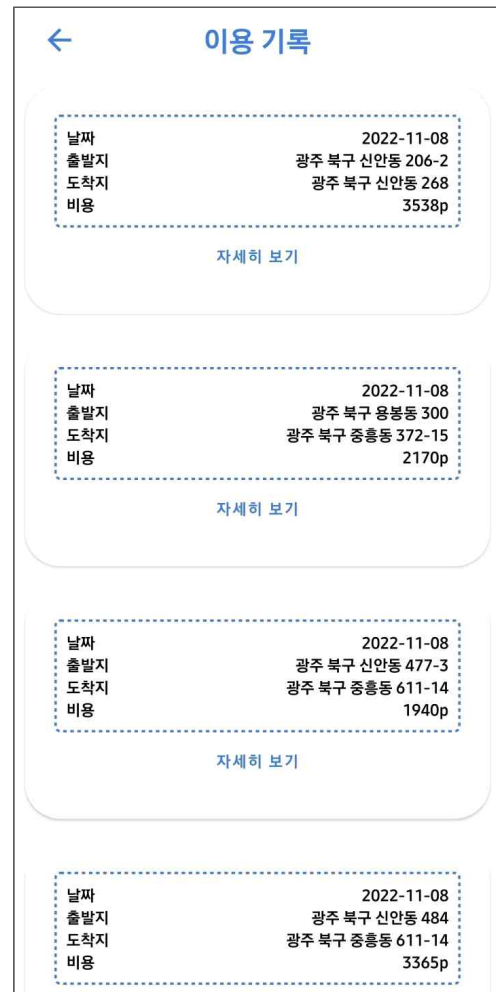 이용 기록
날짜 2022-11-08
출발지 광주 북구 신안동 206-2
도착지 광주 북구 신안동 268
비용 3538p
자세히 보기
날짜 2022-11-08
출발지 광주 북구 용봉동 300
도착지 광주 북구 중흥동 372-15
비용 2170p
자세히 보기
날짜 2022-11-08
출발지 광주 북구 신안동 477-3
도착지 광주 북구 중흥동 611-14
비용 1940p
자세히 보기
날짜 2022-11-08
출발지 광주 북구 신안동 484
도착지 광주 북구 중흥동 611-14
비용 3365p